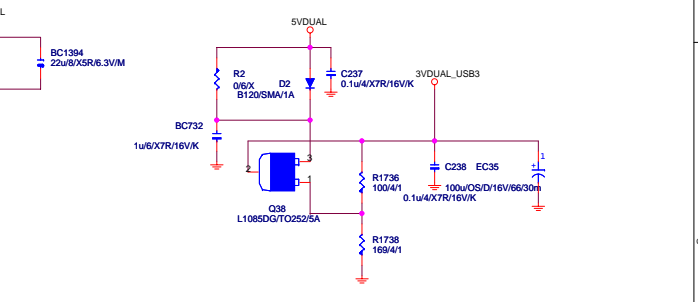 L
5VDUAL
BC1394
22u/8/X5R/6.3V/M
R2
0/6/X
D2
B120/SMA/1A
C237
0.1u/4/X7R/16V/K
3VDUAL_USB3
BC732
1u/6/X7R/16V/K
2
3
1
Q38
L1085DG/TO252/5A
R1736
100/4/1
C238
0.1u/4/X7R/16V/K
EC35
100u/OS/D/16V/66/30m
+
1
R1738
169/4/1